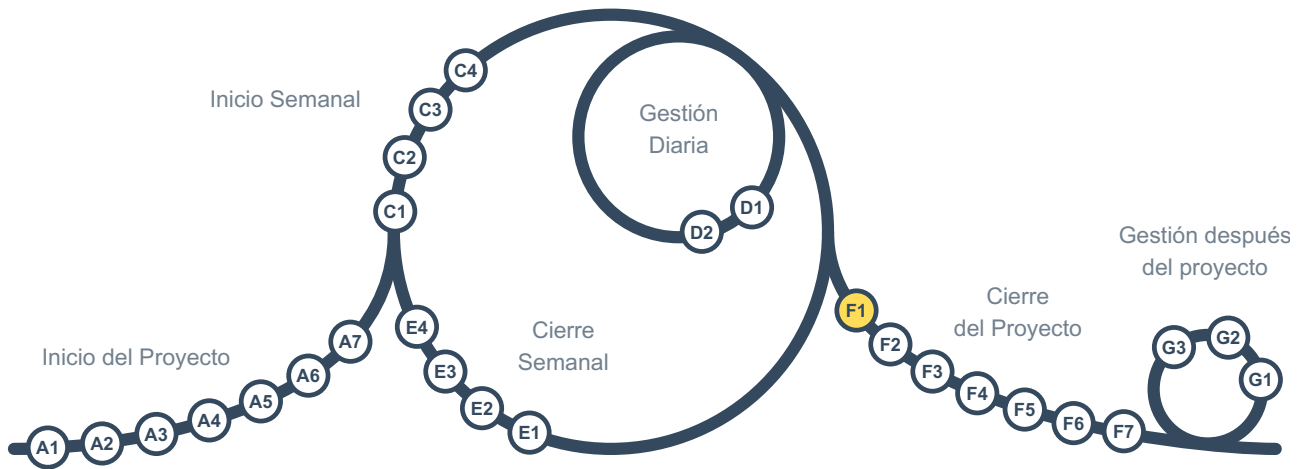 Inicio del Proyecto
A1
A2
A3
A4
A5
A6
A7
Inicio Semanal
C1
C2
C3
C4
Gestión
Diaria
D1
D2
Cierre
Semanal
E1
E2
E3
E4
Cierre
del Proyecto
F1
F2
F3
F4
F5
F6
F7
Gestión después
del proyecto
G1
G2
G3